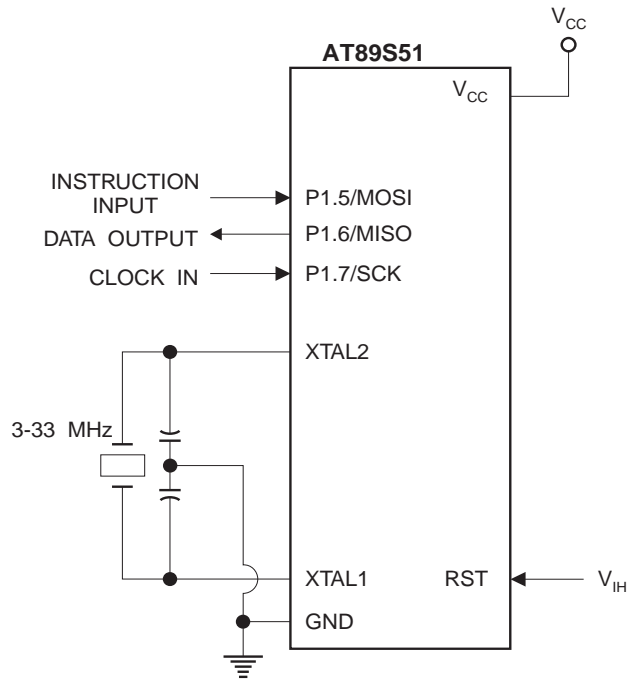 V_CC
AT89S51
V_CC
INSTRUCTION
INPUT
P1.5/MOSI
DATA OUTPUT
P1.6/MISO
CLOCK IN
P1.7/SCK
XTAL2
3-33 MHz
XTAL1
RST
V_IH
GND